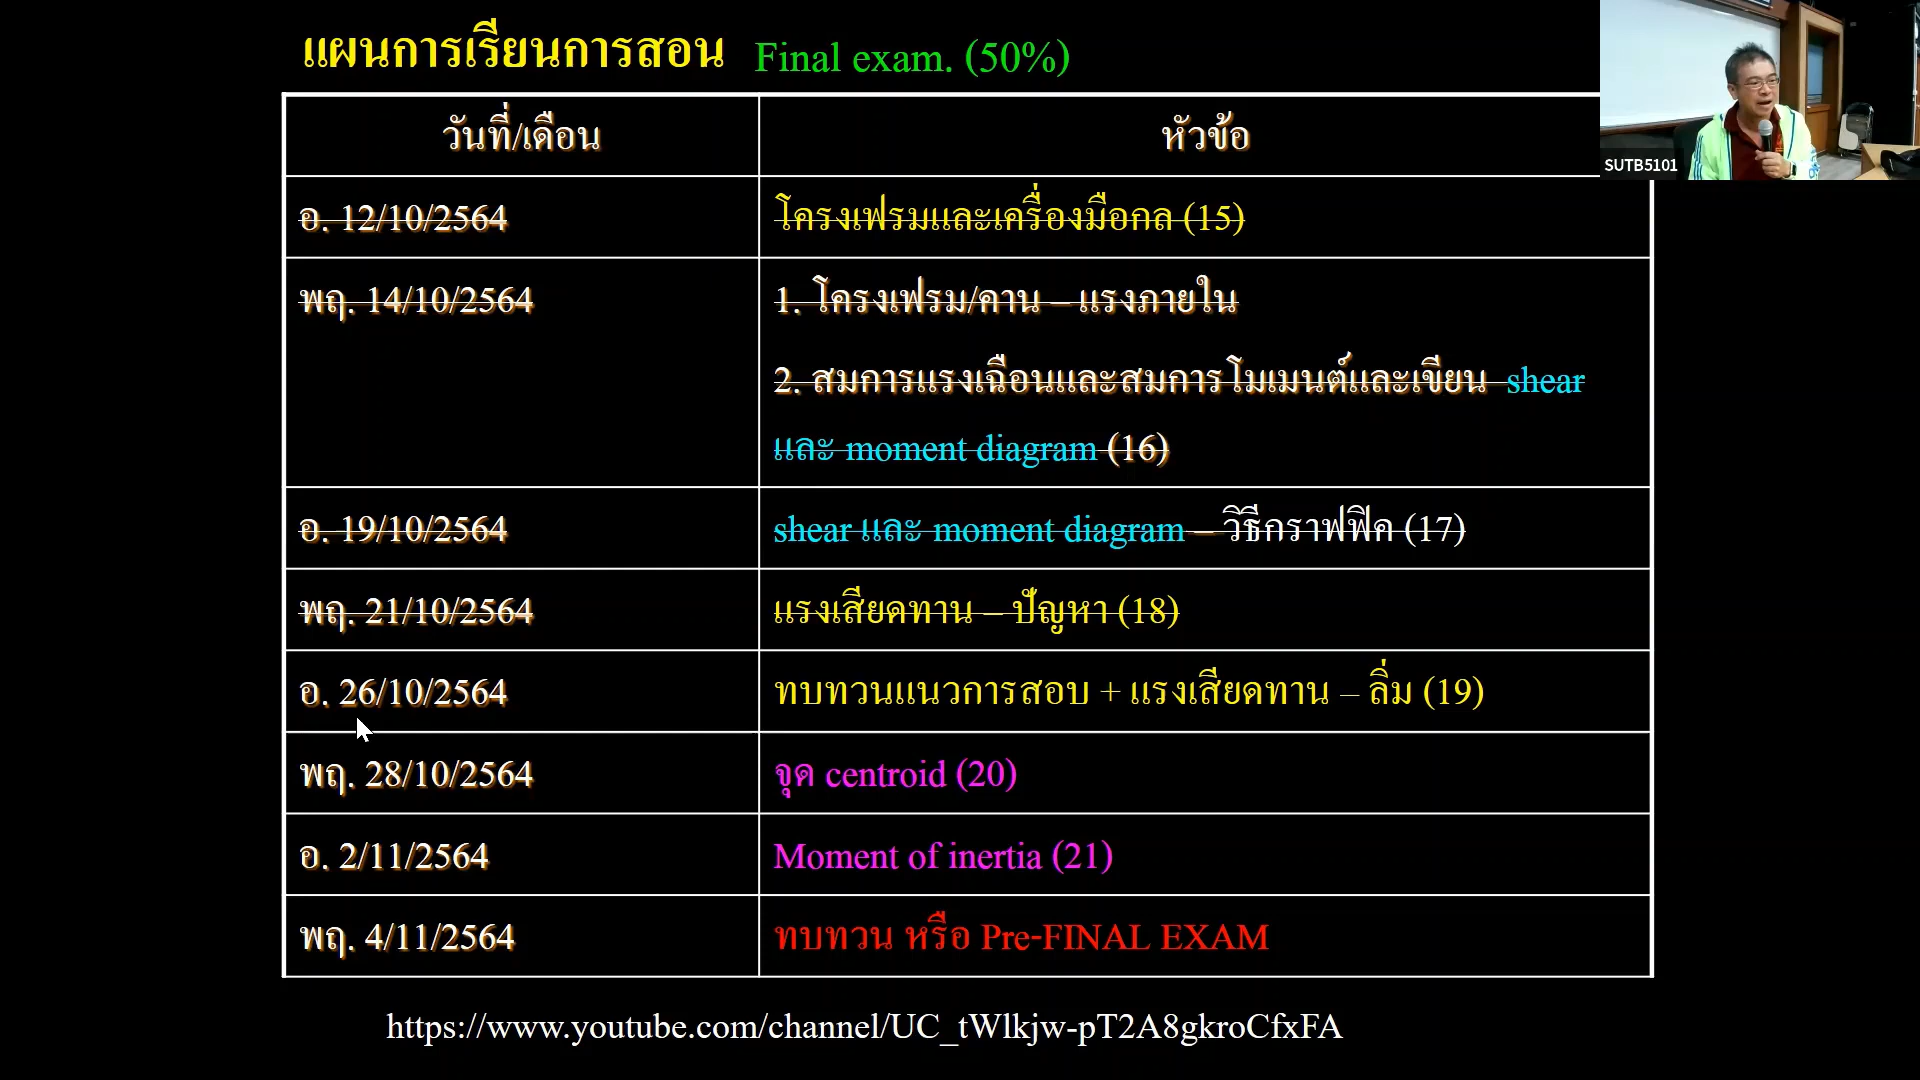 แผนการเรียนการสอน Final exam. (50%)
SUTB5101
วันที่/เดือน หัวข้อ
อ. 12/10/2564 โครงเฟรมและเครื่องมือกล (15)
พฤ. 14/10/2564 1. โครงเฟรม/คาน – แรงภายใน
2. สมการแรงเฉือนและสมการโมเมนต์และเขียน shear
และ moment diagram (16)
อ. 19/10/2564 shear และ moment diagram – วิธีกราฟฟิค (17)
พฤ. 21/10/2564 แรงเสียดทาน – ปัญหา (18)
อ. 26/10/2564 ทบทวนแนวการสอบ + แรงเสียดทาน – ลิ่ม (19)
พฤ. 28/10/2564 จุด centroid (20)
อ. 2/11/2564 Moment of inertia (21)
พฤ. 4/11/2564 ทบทวน หรือ Pre-FINAL EXAM
https://www.youtube.com/channel/UC_tWlkjw-pT2A8gkroCfxFA